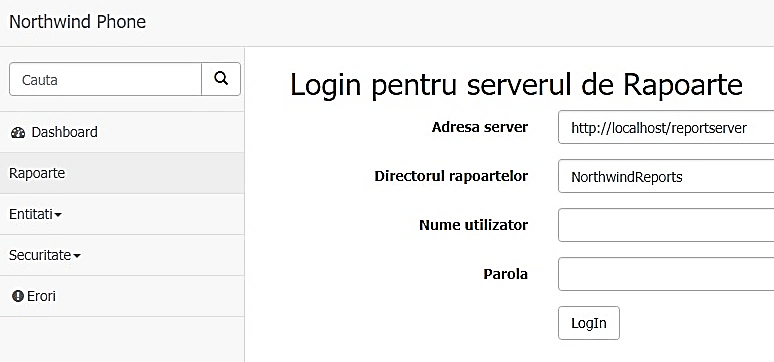 Northwind Phone
Cauta
Dashboard
Rapoarte
Entitati
Securitate
Erori
Login pentru serverul de Rapoarte
Adresa server http://localhost/reportserver
Directorul rapoartelor NorthwindReports
Nume utilizator
Parola
LogIn